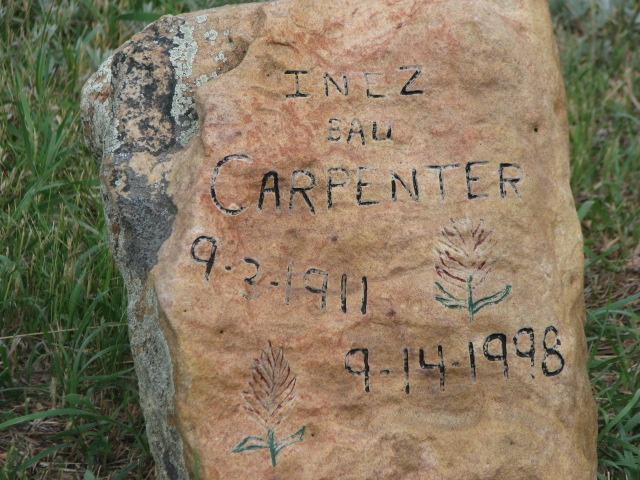 INEZ
BAU
CARPENTER
9-3-1911
9-14-1998